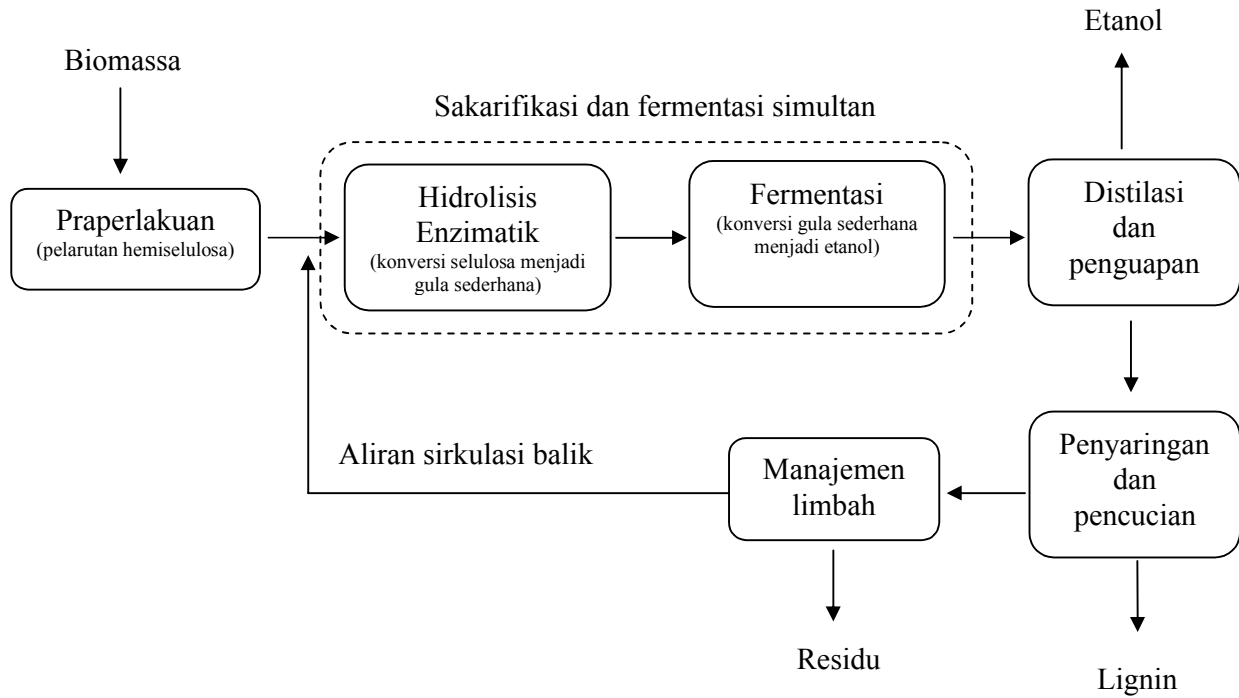 Etanol
Biomassa
Sakarifikasi dan fermentasi simultan
Praperlakuan
(pelarutan hemiselulosa)
Hidrolisis
Enzimatik
(konversi selulosa menjadi
gula sederhana)
Fermentasi
(konversi gula sederhana
menjadi etanol)
Distilasi
dan
penguapan
Aliran sirkulasi balik
Manajemen
limbah
Penyaringan
dan
pencucian
Residu
Lignin